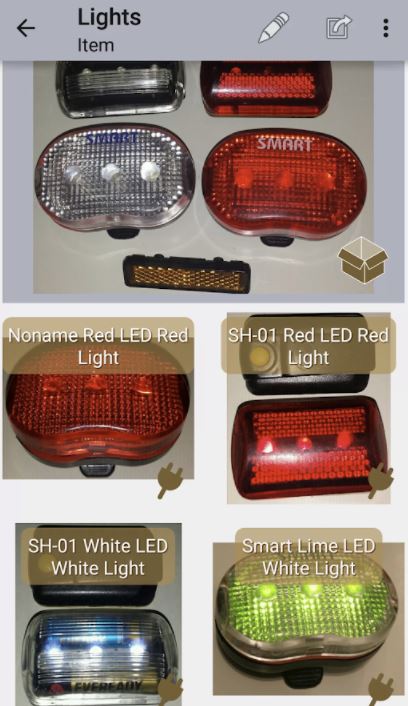 Lights
Item
SMART
SMART
Noname Red LED Red
Light
SH-01 Red LED Red
Light
SH-01 White LED
White Light
Smart Lime LED
White Light
EVEREADY